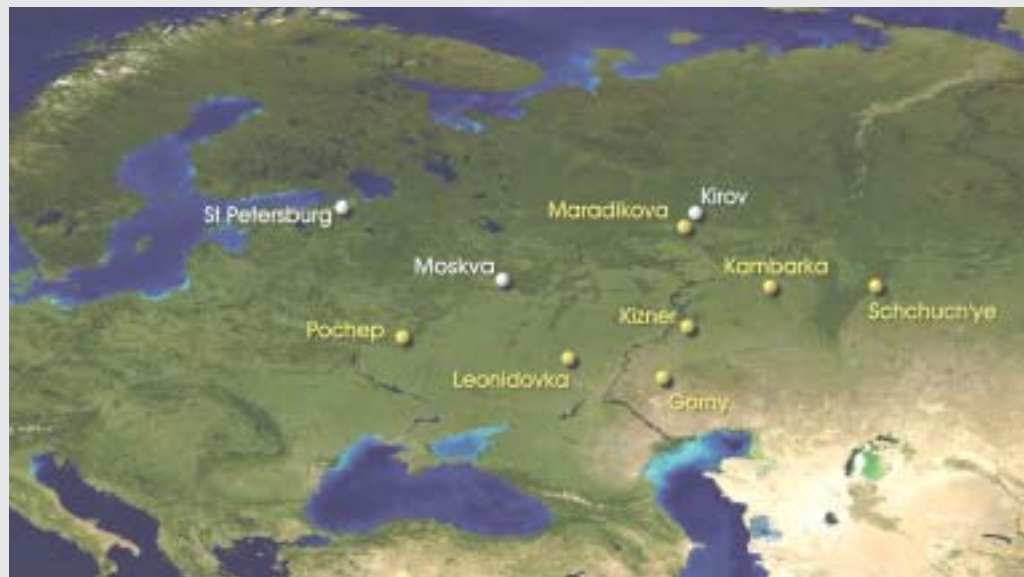 Kirov
Maradikova
St Petersburg
Moskva
Kambarka
Schchuch'ye
Kizner
Pochep
Leonidovka
Gorny